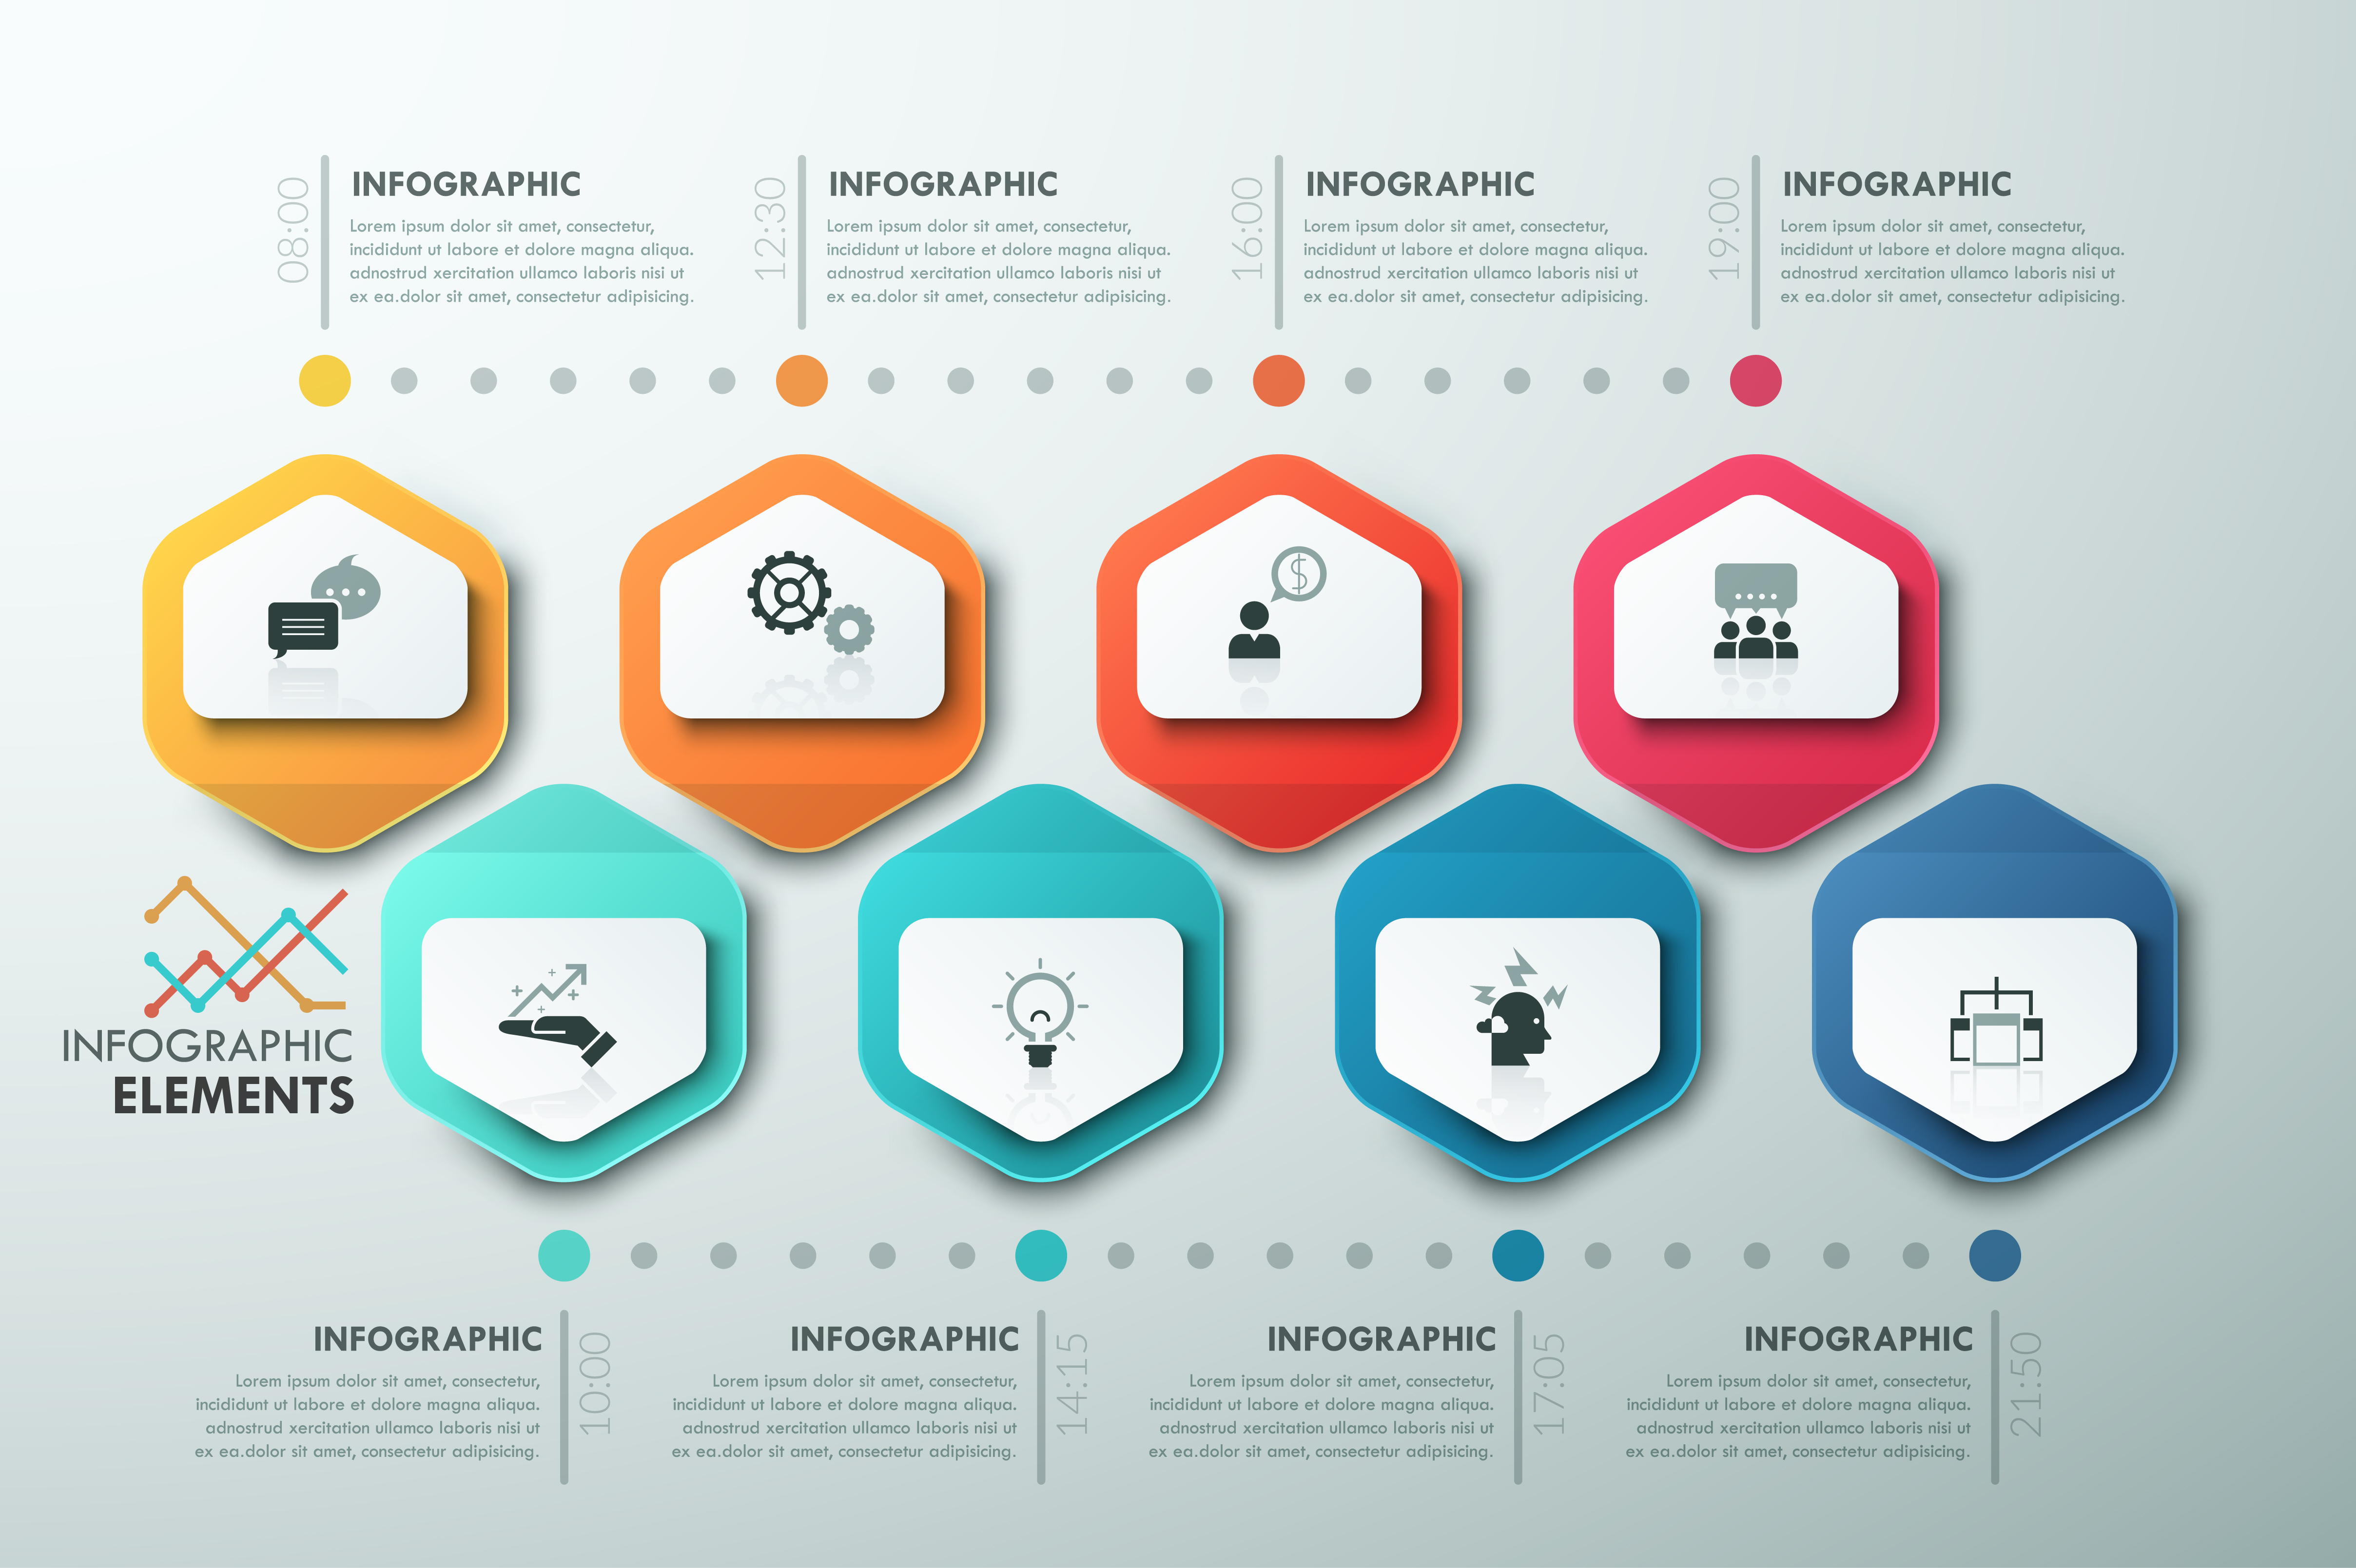 08:00
INFOGRAPHIC
Lorem ipsum dolor sit amet, consectetur,
incididunt ut labore et dolore magna aliqua.
adnostrud xercitation ullamco laboris nisi ut
ex ea.dolor sit amet, consectetur adipisicing.
12:30
INFOGRAPHIC
Lorem ipsum dolor sit amet, consectetur,
incididunt ut labore et dolore magna aliqua.
adnostrud xercitation ullamco laboris nisi ut
ex ea.dolor sit amet, consectetur adipisicing.
16:00
INFOGRAPHIC
Lorem ipsum dolor sit amet, consectetur,
incididunt ut labore et dolore magna aliqua.
adnostrud xercitation ullamco laboris nisi ut
ex ea.dolor sit amet, consectetur adipisicing.
19:00
INFOGRAPHIC
Lorem ipsum dolor sit amet, consectetur,
incididunt ut labore et dolore magna aliqua.
adnostrud xercitation ullamco laboris nisi ut
ex ea.dolor sit amet, consectetur adipisicing.
$
INFOGRAPHIC
ELEMENTS
INFOGRAPHIC
Lorem ipsum dolor sit amet, consectetur,
incididunt ut labore et dolore magna aliqua.
adnostrud xercitation ullamco laboris nisi ut
ex ea.dolor sit amet, consectetur adipisicing.
10:00
INFOGRAPHIC
Lorem ipsum dolor sit amet, consectetur,
incididunt ut labore et dolore magna aliqua.
adnostrud xercitation ullamco laboris nisi ut
ex ea.dolor sit amet, consectetur adipisicing.
14:15
INFOGRAPHIC
Lorem ipsum dolor sit amet, consectetur,
incididunt ut labore et dolore magna aliqua.
adnostrud xercitation ullamco laboris nisi ut
ex ea.dolor sit amet, consectetur adipisicing.
17:05
INFOGRAPHIC
Lorem ipsum dolor sit amet, consectetur,
incididunt ut labore et dolore magna aliqua.
adnostrud xercitation ullamco laboris nisi ut
ex ea.dolor sit amet, consectetur adipisicing.
21:50